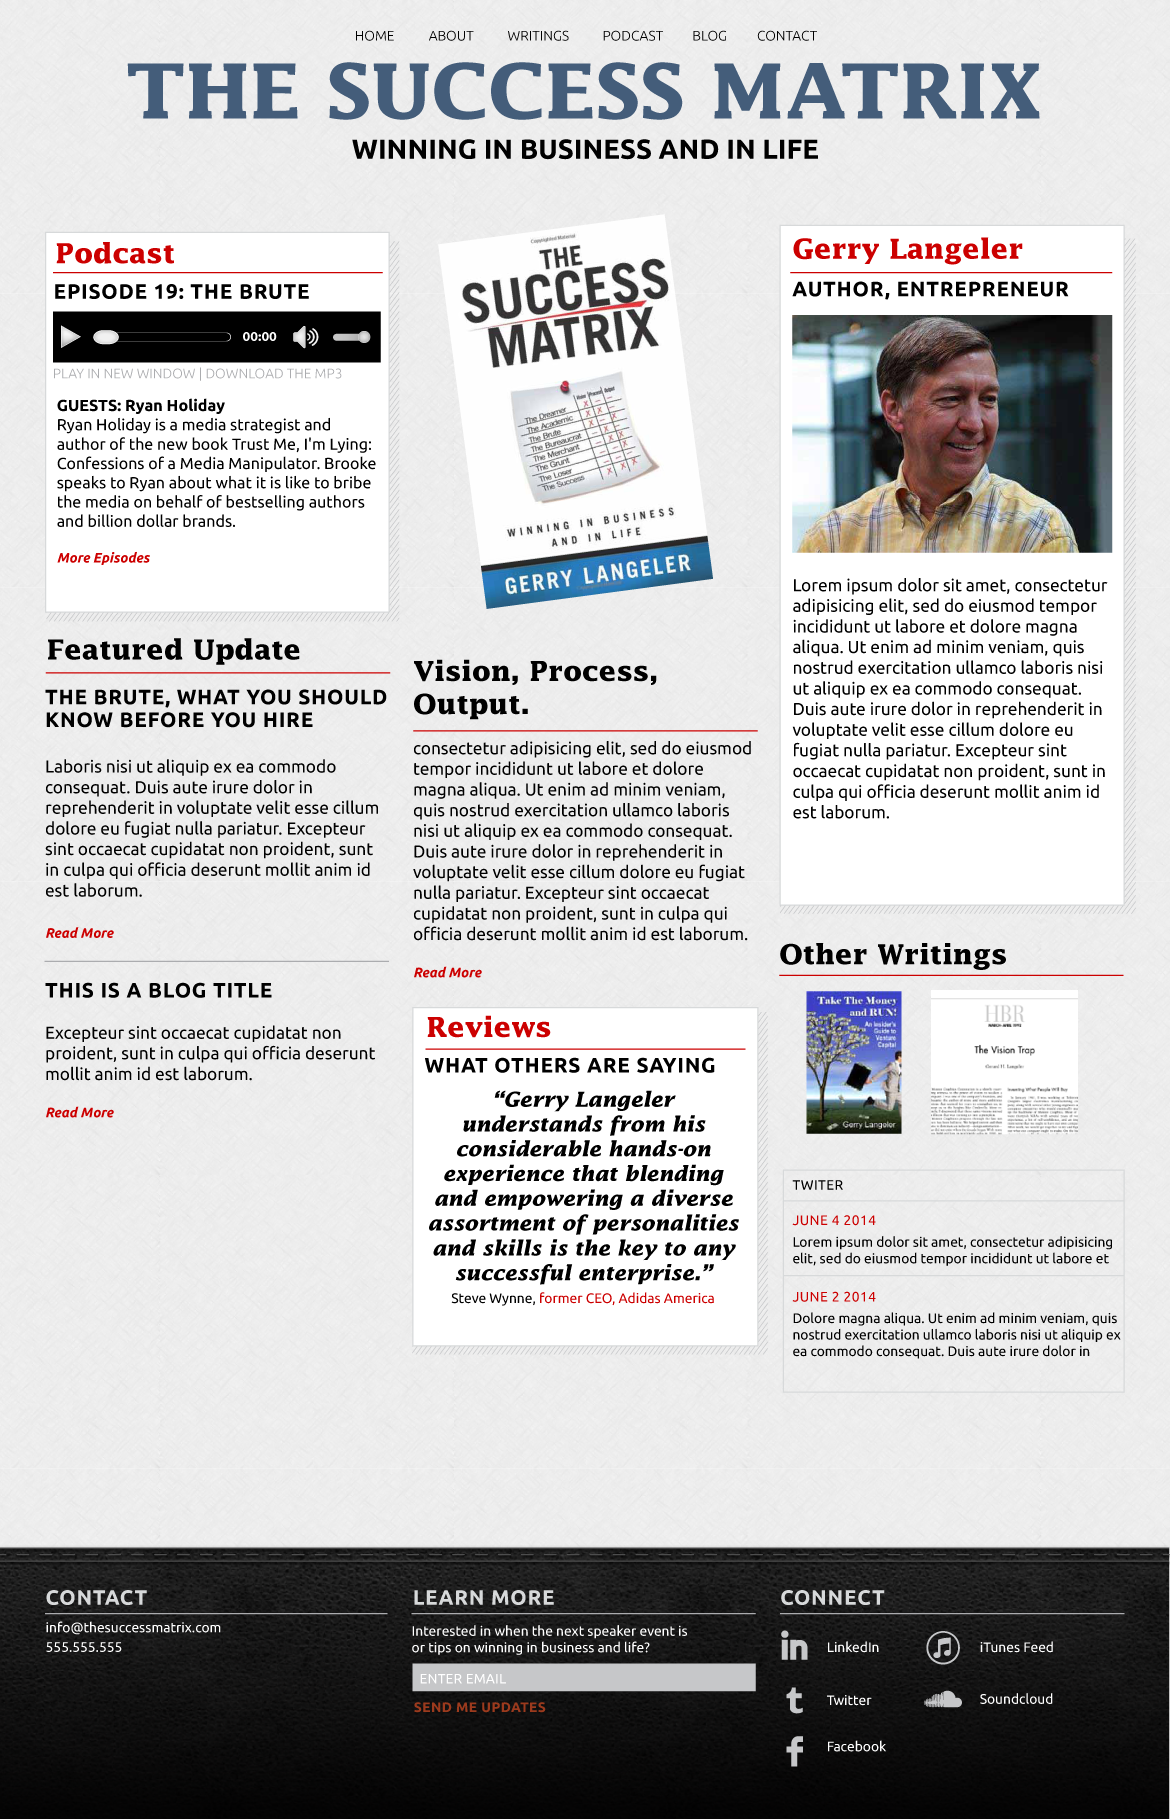 HOME ABOUT WRITINGS PODCAST BLOG CONTACT
THE SUCCESS MATRIX
WINNING IN BUSINESS AND IN LIFE
Podcast
EPISODE 19: THE BRUTE
00:00
PLAY IN NEW WINDOW | DOWNLOAD THE MP3
GUESTS: Ryan Holiday
Ryan Holiday is a media strategist and
author of the new book Trust Me, I'm Lying:
Confessions of a Media Manipulator. Brooke
speaks to Ryan about what it is like to bribe
the media on behalf of bestselling authors
and billion dollar brands.
More Episodes
Featured Update
THE BRUTE, WHAT YOU SHOULD
KNOW BEFORE YOU HIRE
Laboris nisi ut aliquip ex ea commodo
consequat. Duis aute irure dolor in
reprehenderit in voluptate velit esse cillum
dolore eu fugiat nulla pariatur. Excepteur
sint occaecat cupidatat non proident, sunt
in culpa qui officia deserunt mollit anim id
est laborum.
Read More
THIS IS A BLOG TITLE
Excepteur sint occaecat cupidatat non
proident, sunt in culpa qui officia deserunt
mollit anim id est laborum.
Read More
Copyrighted Material
THE
SUCCESS
MATRIX
Vision Process Output
The Dreamer
The Academic
The Brute
The Bureaucrat
The Merchant
The Grunt
The Loser
The Success
WINNING IN BUSINESS
AND IN LIFE
GERRY LANGELER
Vision, Process,
Output.
consectetur adipisicing elit, sed do eiusmod
tempor incididunt ut labore et dolore
magna aliqua. Ut enim ad minim veniam,
quis nostrud exercitation ullamco laboris
nisi ut aliquip ex ea commodo consequat.
Duis aute irure dolor in reprehenderit in
voluptate velit esse cillum dolore eu fugiat
nulla pariatur. Excepteur sint occaecat
cupidatat non proident, sunt in culpa qui
officia deserunt mollit anim id est laborum.
Read More
Reviews
WHAT OTHERS ARE SAYING
“Gerry Langeler
understands from his
considerable hands-on
experience that blending
and empowering a diverse
assortment of personalities
and skills is the key to any
successful enterprise.”
Steve Wynne, former CEO, Adidas America
Gerry Langeler
AUTHOR, ENTREPRENEUR
Lorem ipsum dolor sit amet, consectetur
adipisicing elit, sed do eiusmod tempor
incididunt ut labore et dolore magna
aliqua. Ut enim ad minim veniam, quis
nostrud exercitation ullamco laboris nisi
ut aliquip ex ea commodo consequat.
Duis aute irure dolor in reprehenderit in
voluptate velit esse cillum dolore eu
fugiat nulla pariatur. Excepteur sint
occaecat cupidatat non proident, sunt in
culpa qui officia deserunt mollit anim id
est laborum.
Other Writings
Take The Money
and RUN!
An Insider's
Guide to
Venture
Capital
Gerry Langeler
HBR
MARCH-APRIL 1992
The Vision Trap
Gerard H. Langeler
TWITER
JUNE 4 2014
Lorem ipsum dolor sit amet, consectetur adipisicing
elit, sed do eiusmod tempor incididunt ut labore et
JUNE 2 2014
Dolore magna aliqua. Ut enim ad minim veniam, quis
nostrud exercitation ullamco laboris nisi ut aliquip ex
ea commodo consequat. Duis aute irure dolor in
CONTACT
info@thesuccessmatrix.com
555.555.555
LEARN MORE
Interested in when the next speaker event is
or tips on winning in business and life?
ENTER EMAIL
SEND ME UPDATES
CONNECT
LinkedIn
iTunes Feed
Twitter
Soundcloud
Facebook